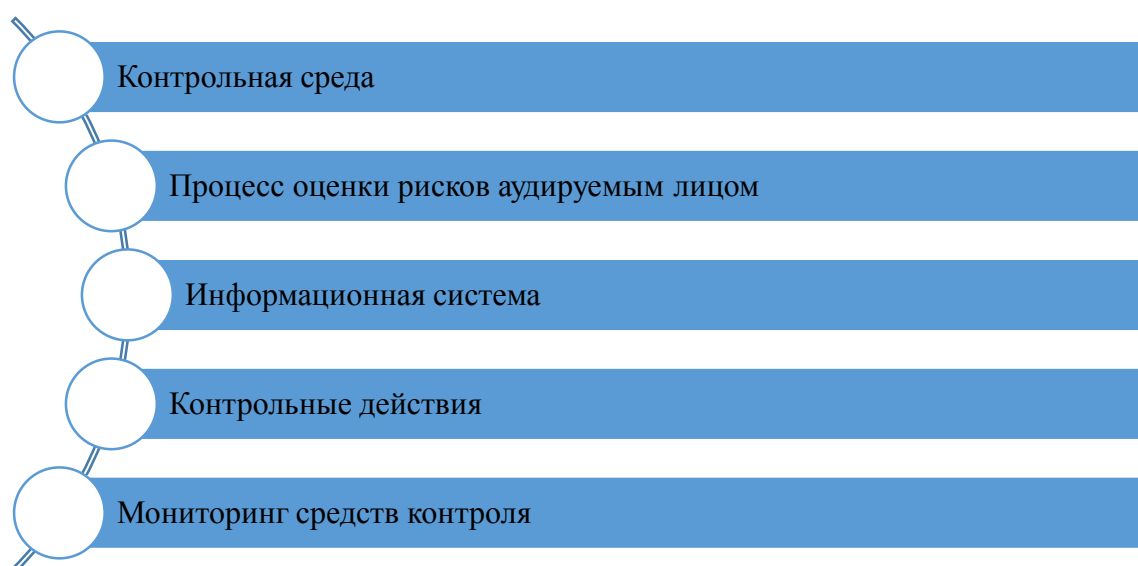 Контрольная среда
Процесс оценки рисков аудируемым лицом
Информационная система
Контрольные действия
Мониторинг средств контроля